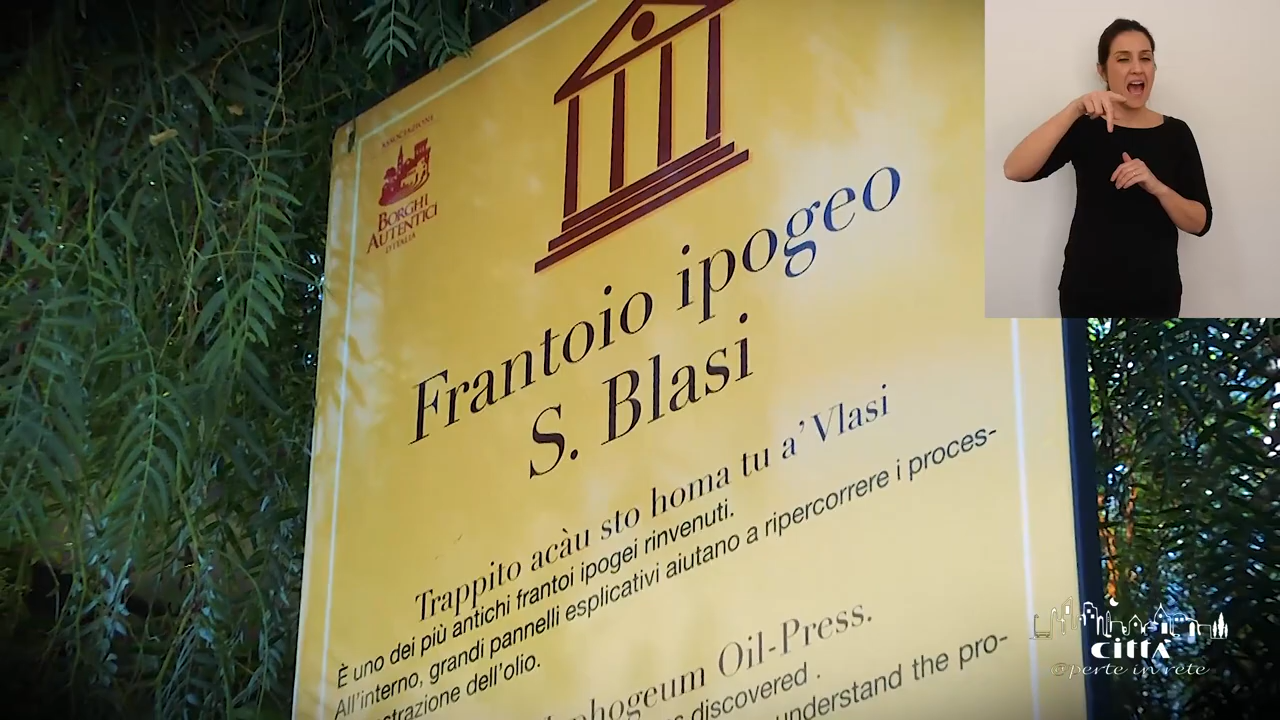 ASSOCIAZIONE
BORGHI
AUTENTICI
D'ITALIA
Frantoio ipogeo
S. Blasi
Trappito acàu sto homa tu a' Vlasi
È uno dei più antichi frantoi ipogei rinvenuti.
All'interno, grandi pannelli esplicativi aiutano a ripercorrere i proces-
dell'olio.
Oil-Press.
discovered .
understand the pro-
CITTÀ
@perte in rete